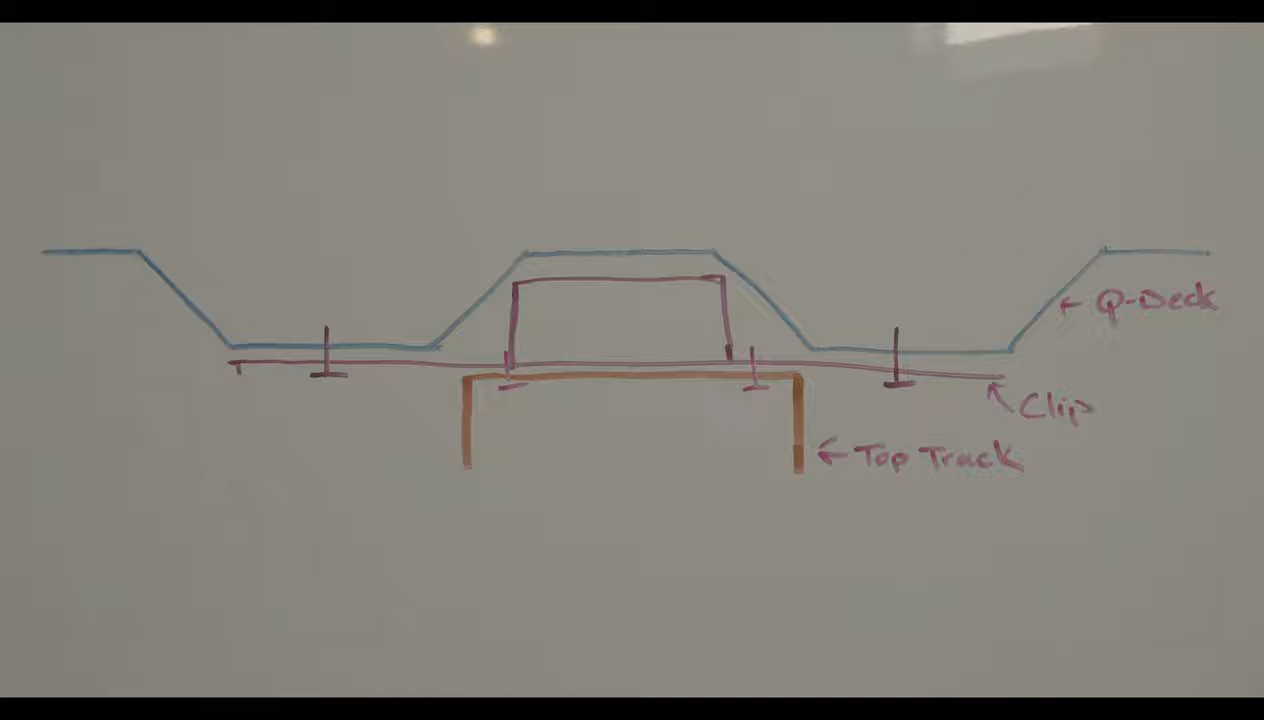 ← Q-Deck
↖ Clip
← Top Track